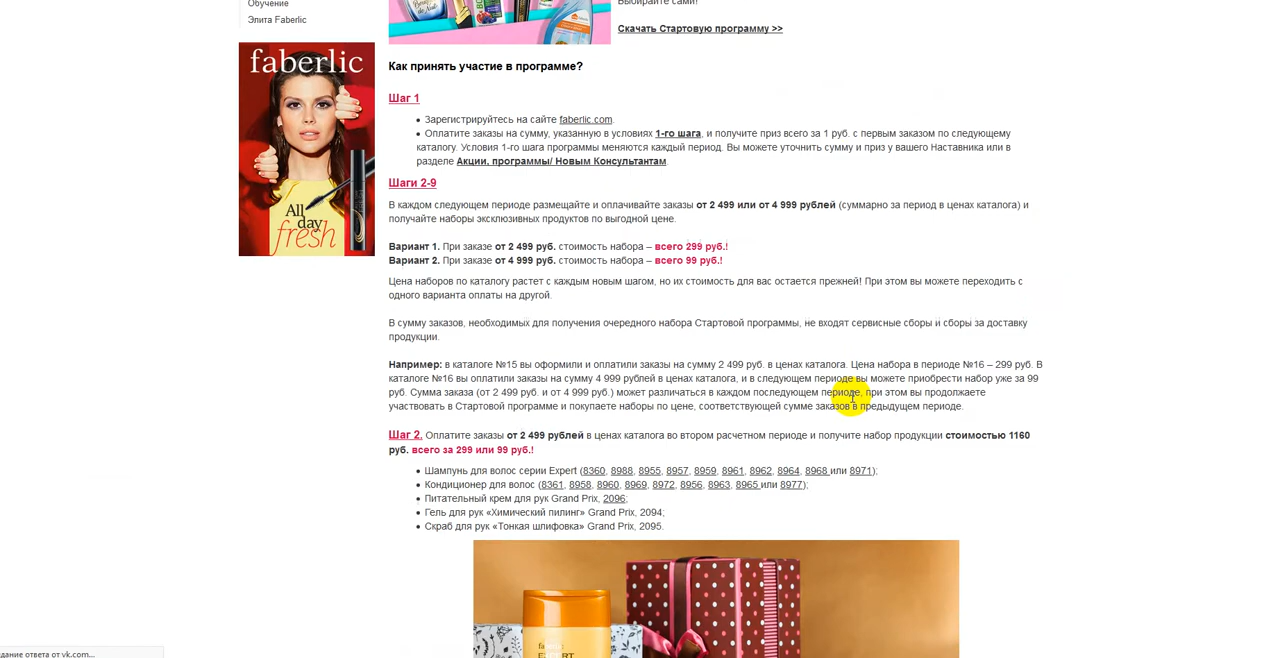 Обучение
Элита Faberlic
Выбирайте сами!
Скачать Стартовую программу >>
faberlic
All
day
fresh
Как принять участие в программе?
Шаг 1
Зарегистрируйтесь на сайте faberlic.com.
Оплатите заказы на сумму, указанную в условиях 1-го шага, и получите приз всего за 1 руб. с первым заказом по следующему
каталогу. Условия 1-го шага программы меняются каждый период. Вы можете уточнить сумму и приз у вашего Наставника или в
разделе Акции, программы/ Новым Консультантам.
Шаги 2-9
В каждом следующем периоде размещайте и оплачивайте заказы от 2 499 или от 4 999 рублей (суммарно за период в ценах каталога) и
получайте наборы эксклюзивных продуктов по выгодной цене.
Вариант 1. При заказе от 2 499 руб. стоимость набора – всего 299 руб.!
Вариант 2. При заказе от 4 999 руб. стоимость набора – всего 99 руб.!
Цена наборов по каталогу растет с каждым новым шагом, но их стоимость для вас остается прежней! При этом вы можете переходить с
одного варианта оплаты на другой.
В сумму заказов, необходимых для получения очередного набора Стартовой программы, не входят сервисные сборы и сборы за доставку
продукции.
Например: в каталоге №15 вы оформили и оплатили заказы на сумму 2 499 руб. в ценах каталога. Цена набора в периоде №16 – 299 руб. В
каталоге №16 вы оплатили заказы на сумму 4 999 рублей в ценах каталога, и в следующем периоде вы можете приобрести набор уже за 99
руб. Сумма заказа (от 2 499 руб. и от 4 999 руб.) может различаться в каждом последующем периоде, при этом вы продолжаете
участвовать в Стартовой программе и покупаете наборы по цене, соответствующей сумме заказов в предыдущем периоде.
Шаг 2. Оплатите заказы от 2 499 рублей в ценах каталога во втором расчетном периоде и получите набор продукции стоимостью 1160
руб. всего за 299 или 99 руб.!
Шампунь для волос серии Expert (8360, 8988, 8955, 8957, 8959, 8961, 8962, 8964, 8968 или 8971);
Кондиционер для волос (8361, 8958, 8960, 8969, 8972, 8956, 8963, 8965 или 8977);
Питательный крем для рук Grand Prix, 2096;
Гель для рук «Химический пилинг» Grand Prix, 2094;
Скраб для рук «Тонкая шлифовка» Grand Prix, 2095.
faberlic
EXPERT
дание ответа от vk.com...